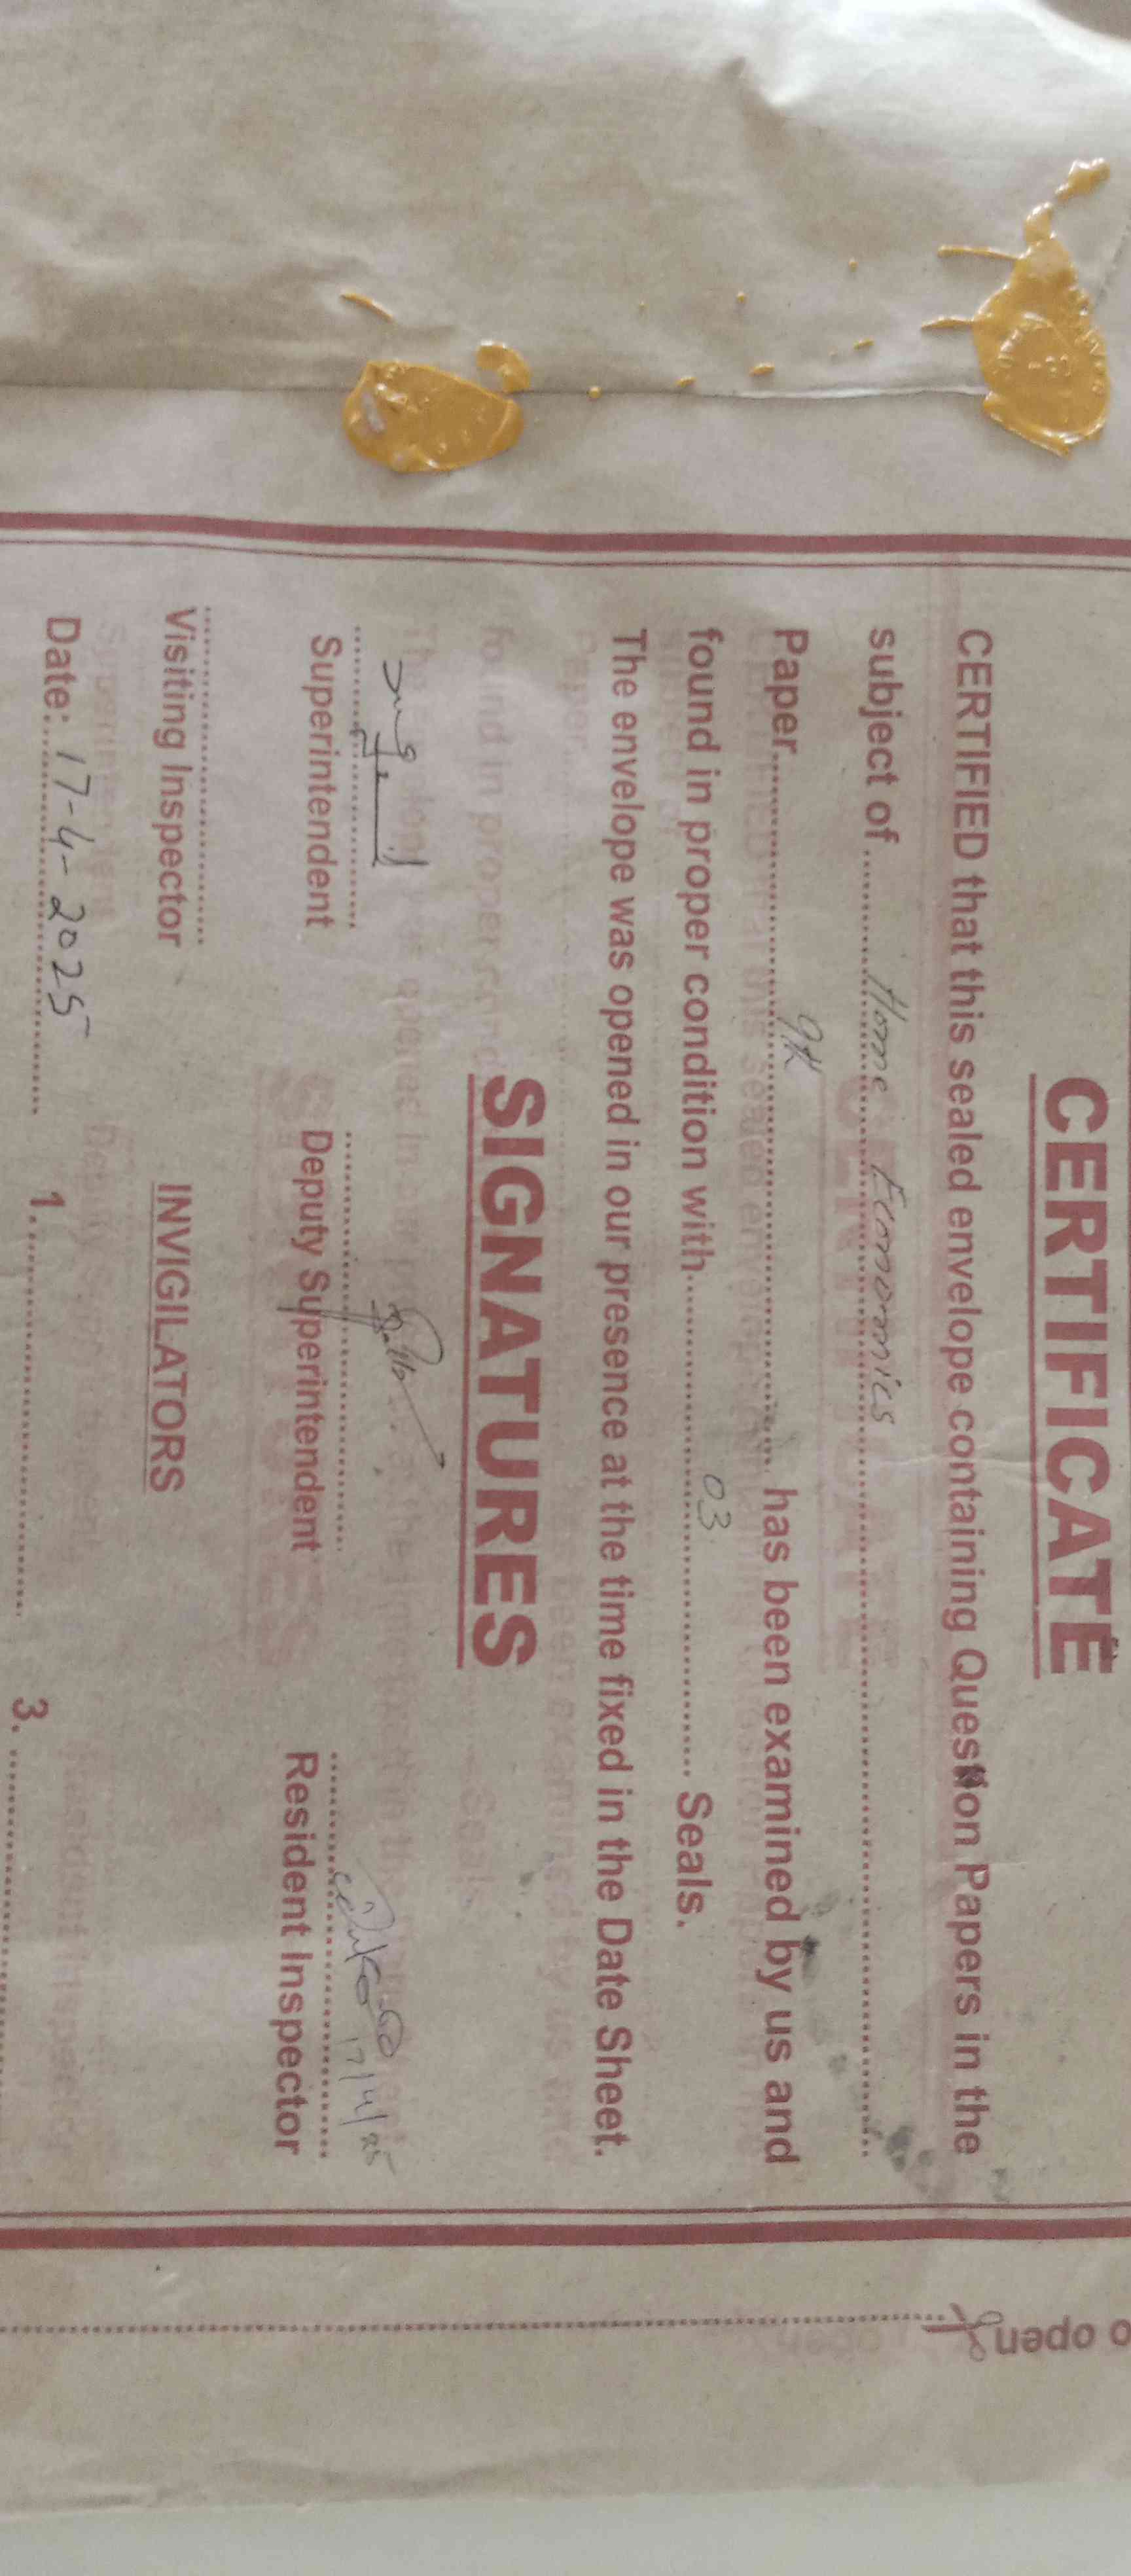 CERTIFICATE
CERTIFIED that this sealed envelope containing Question Papers in the
subject of Home Economics
Paper 9th has been examined by us and
found in proper condition with 03 Seals.
The envelope was opened in our presence at the time fixed in the Date Sheet.
SIGNATURES
17/4/25
Superintendent Deputy Superintendent Resident Inspector
Visiting Inspector INVIGILATORS
Date: 17-4-2025 1. 3.
o open